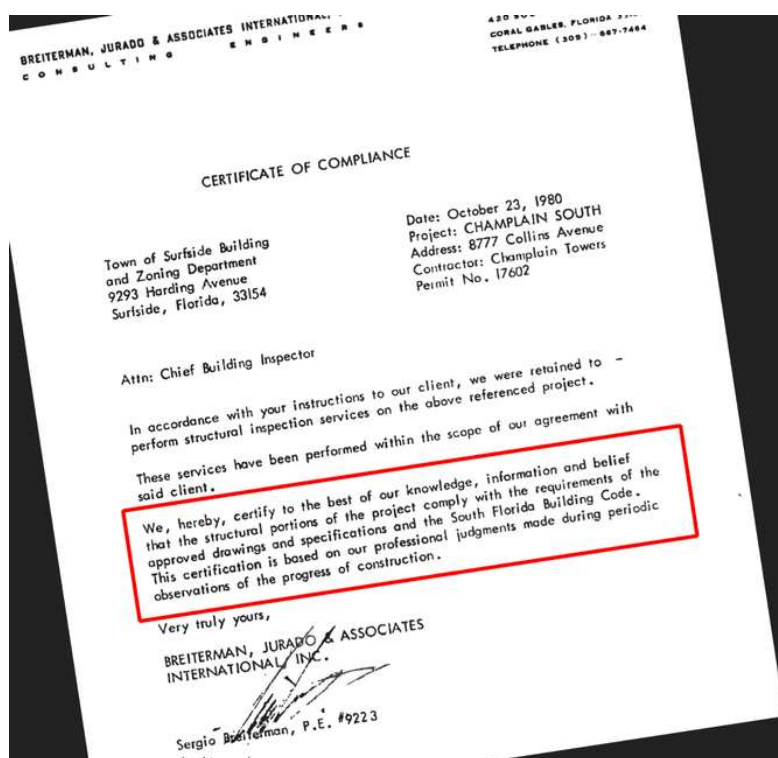 BREITERMAN, JURADO & ASSOCIATES INTERNATIONAL,
CONSULTING ENGINEERS
420
CORAL GABLES, FLORIDA
TELEPHONE (305) - 667-7464
CERTIFICATE OF COMPLIANCE
Town of Surfside Building
and Zoning Department
9293 Harding Avenue
Surfside, Florida, 33154
Date: October 23, 1980
Project: CHAMPLAIN SOUTH
Address: 8777 Collins Avenue
Contractor: Champlain Towers
Permit No. 17602
Attn: Chief Building Inspector
In accordance with your instructions to our client, we were retained to -
perform structural inspection services on the above referenced project.
These services have been performed within the scope of our agreement with
said client.
We, hereby, certify to the best of our knowledge, information and belief
that the structural portions of the project comply with the requirements of the
approved drawings and specifications and the South Florida Building Code.
This certification is based on our professional judgments made during periodic
observations of the progress of construction.
Very truly yours,
BREITERMAN, JURADO & ASSOCIATES
INTERNATIONAL, INC.
Sergio Breiterman, P.E. #9223